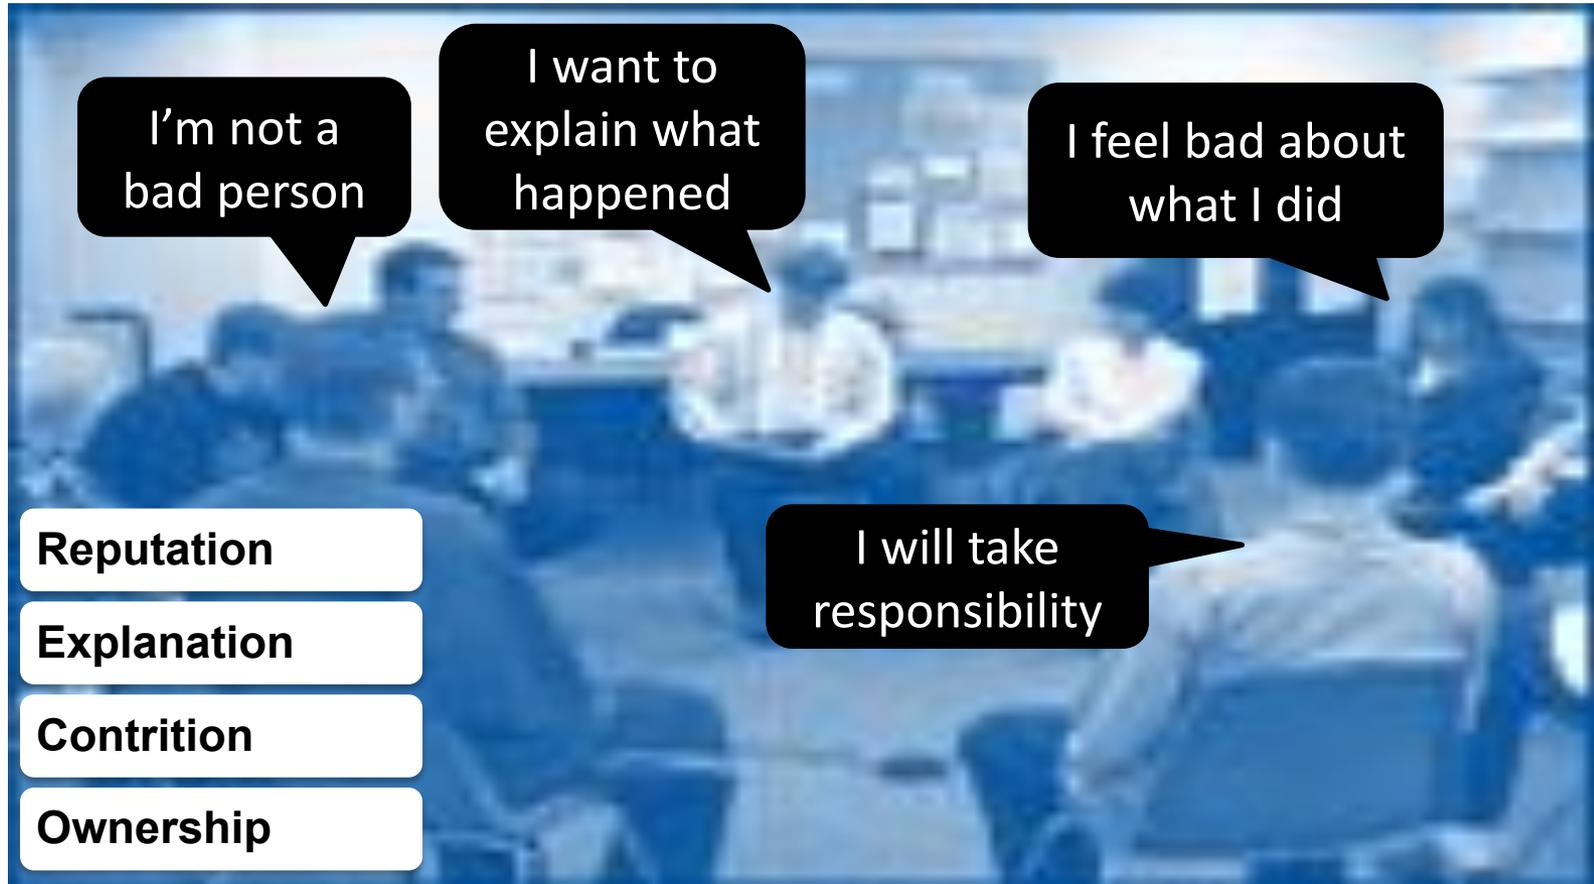 I’m not a
bad person
I want to
explain what
happened
I feel bad about
what I did
I will take
responsibility
Reputation
Explanation
Contrition
Ownership